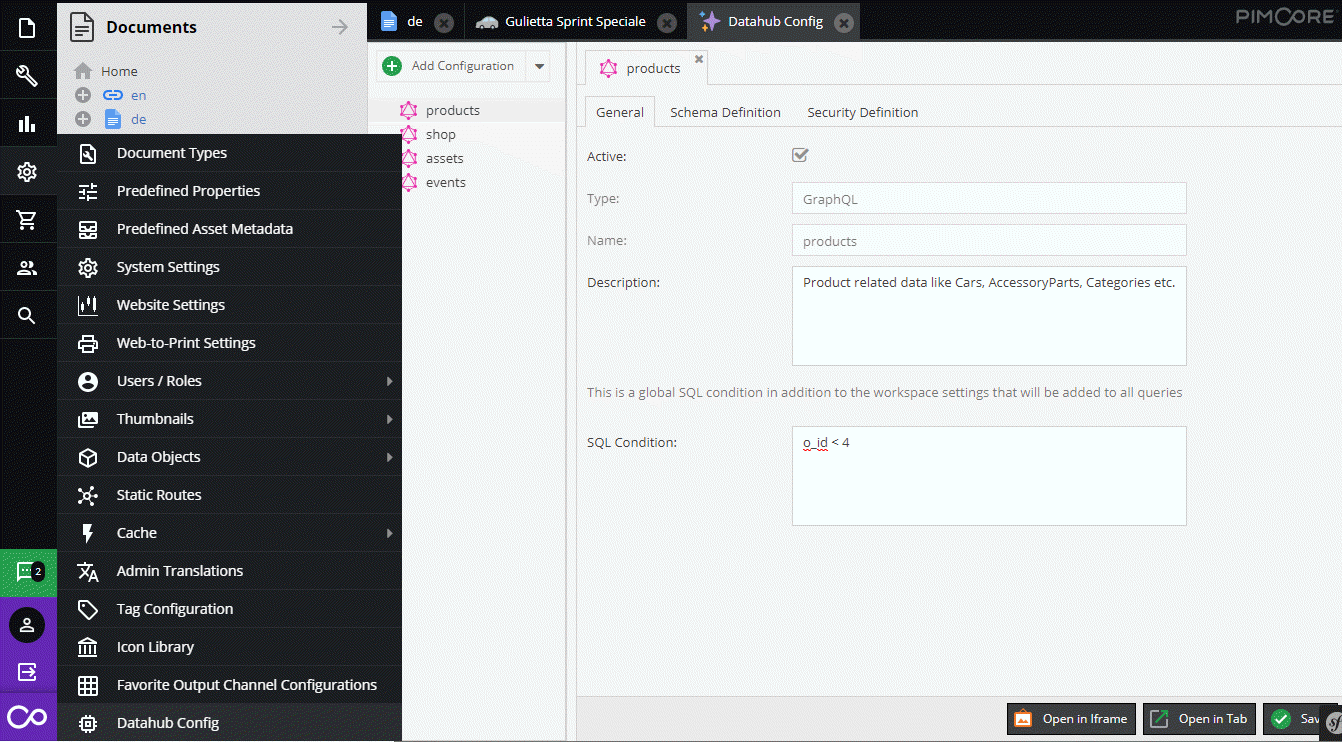 Documents
de
Gulietta Sprint Speciale
Datahub Config
PIMCORE
Home
en
de
Add Configuration
products
shop
assets
events
Document Types
Predefined Properties
Predefined Asset Metadata
System Settings
Website Settings
Web-to-Print Settings
Users / Roles
Thumbnails
Data Objects
Static Routes
Cache
Admin Translations
Tag Configuration
Icon Library
Favorite Output Channel Configurations
Datahub Config
2
products
General
Schema Definition
Security Definition
Active:
Type:
GraphQL
Name:
products
Description:
Product related data like Cars, AccessoryParts, Categories etc.
This is a global SQL condition in addition to the workspace settings that will be added to all queries
SQL Condition:
o_id < 4
Open in Iframe
Open in Tab